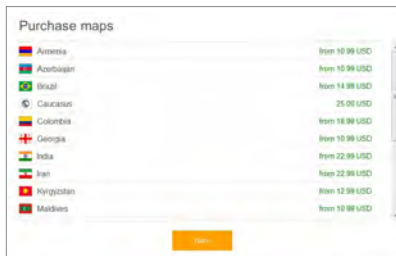 Purchase maps
Armenia from 10.99 USD
Azerbaijan from 10.99 USD
Brazil from 14.99 USD
Caucasus 25.00 USD
Colombia from 18.99 USD
Georgia from 10.99 USD
India from 22.99 USD
Iran from 22.99 USD
Kyrgyzstan from 12.99 USD
Maldives from 10.99 USD